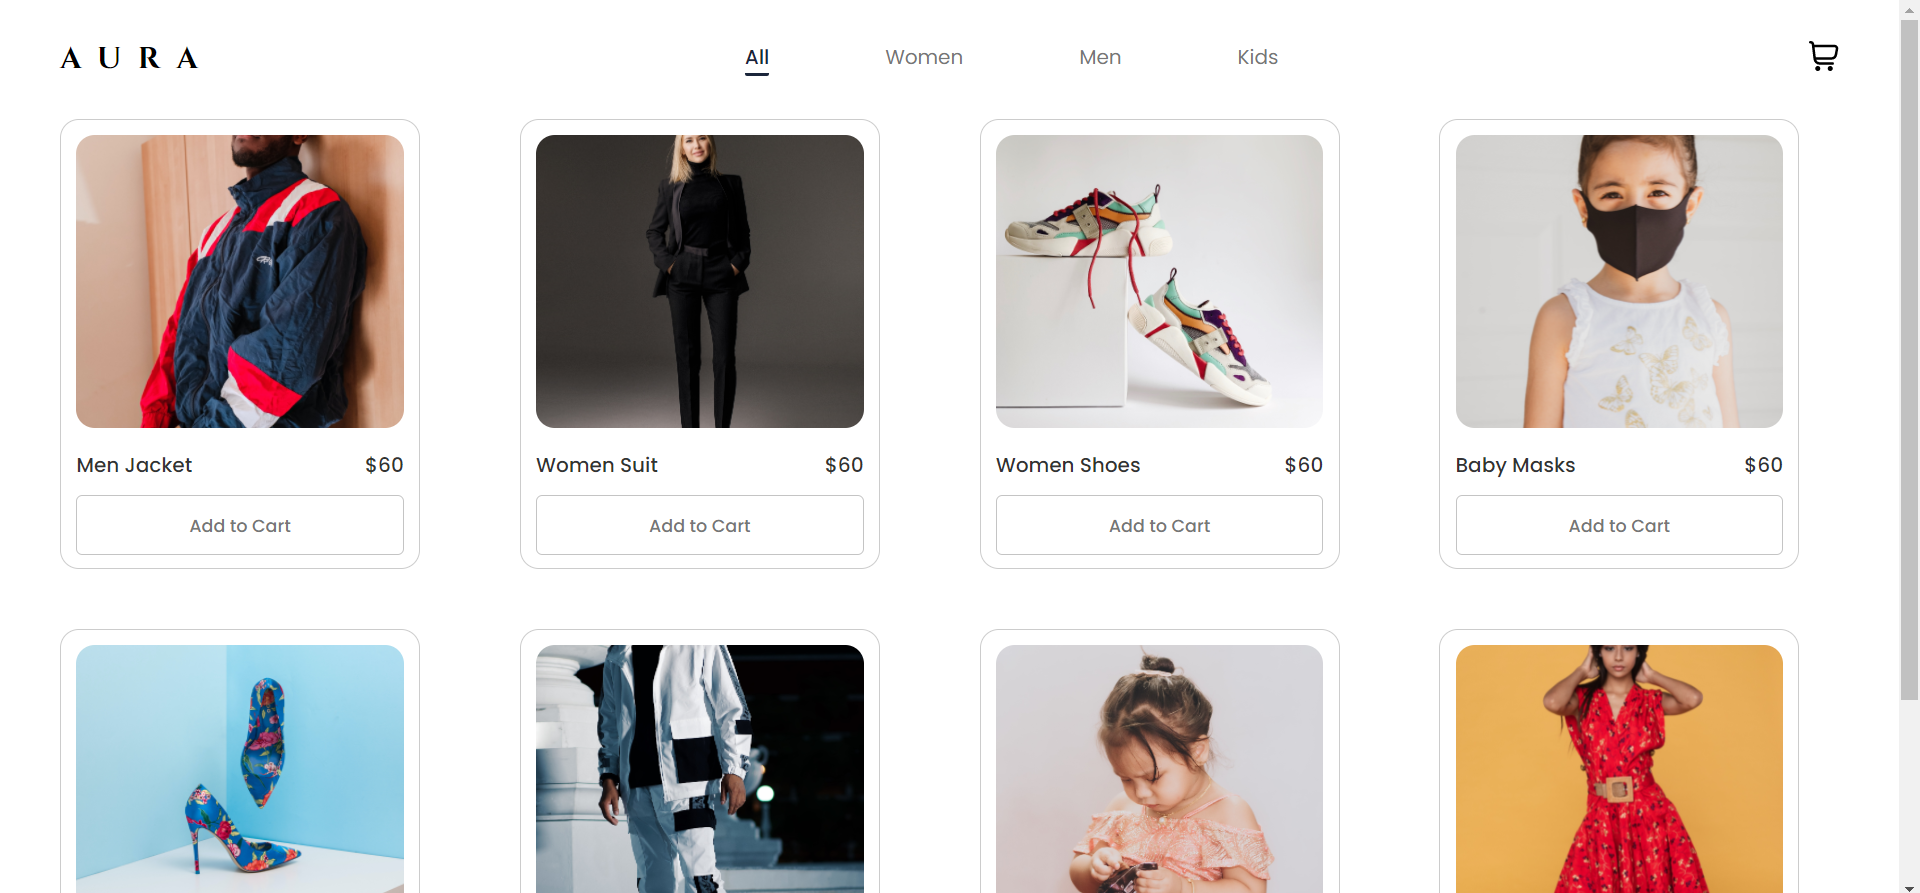 AURA
All Women Men Kids
Men Jacket $60
Add to Cart
Women Suit $60
Add to Cart
Women Shoes $60
Add to Cart
Baby Masks $60
Add to Cart